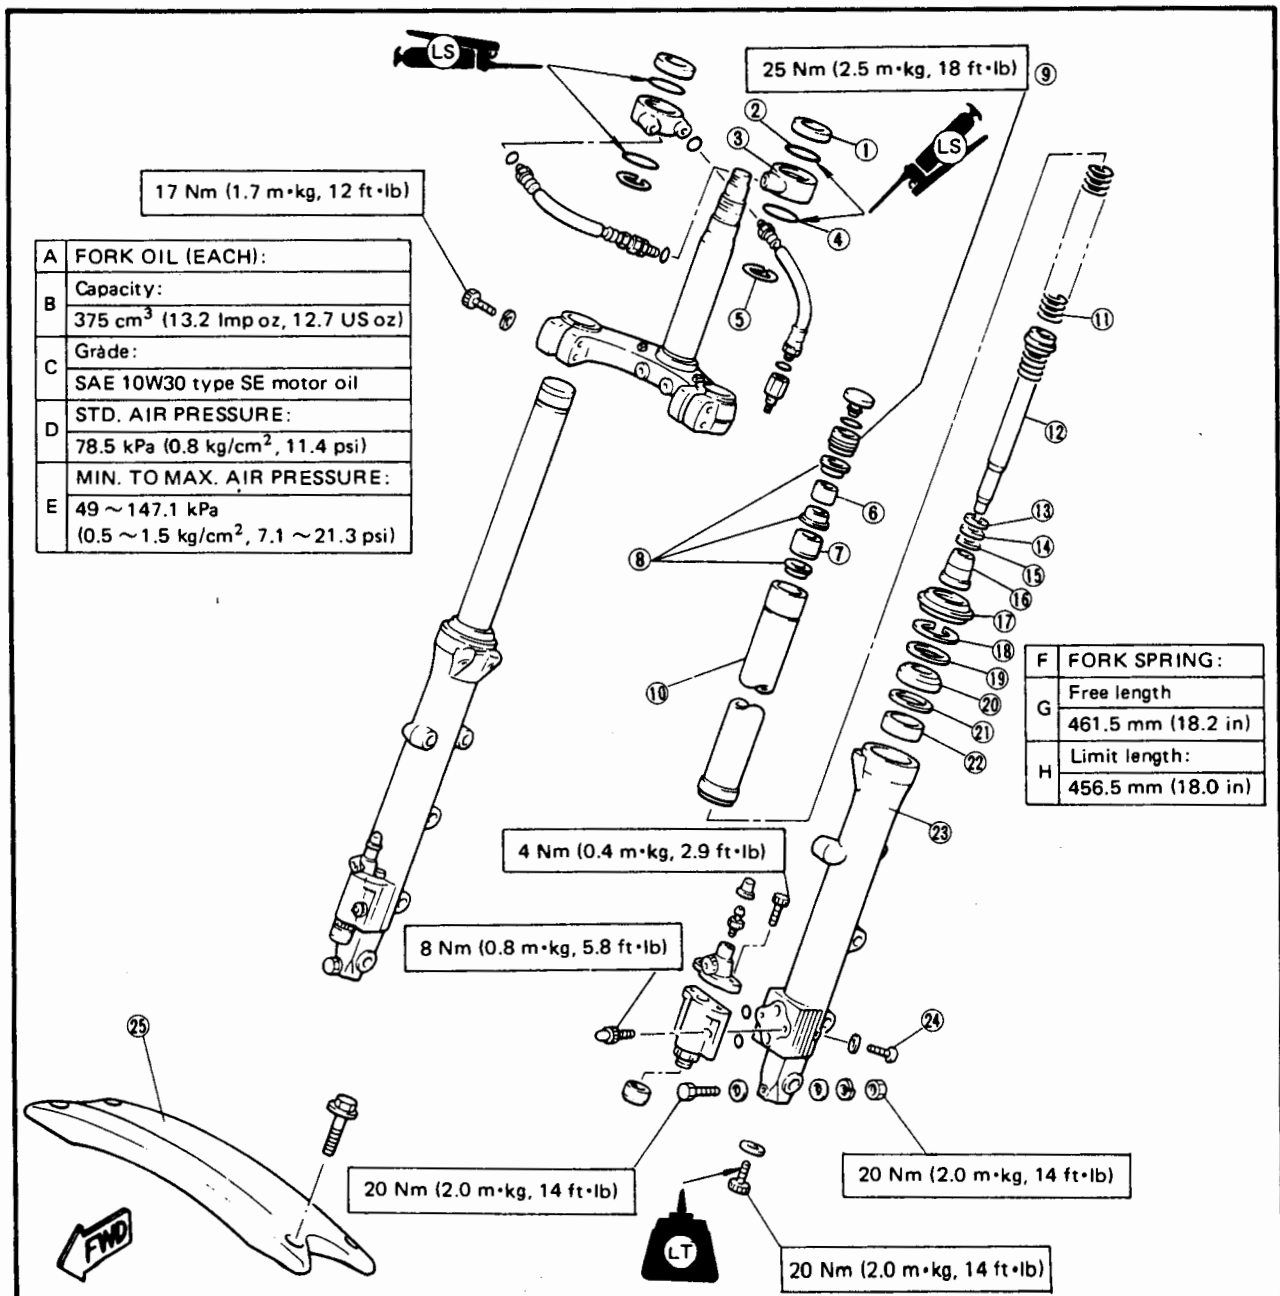 LS
25 Nm (2.5 m•kg, 18 ft•lb)
⑨
②
①
③
LS
17 Nm (1.7 m•kg, 12 ft•lb)
④
A FORK OIL (EACH):
B Capacity:
375 cm³ (13.2 Imp oz, 12.7 US oz)
C Grade:
SAE 10W30 type SE motor oil
D STD. AIR PRESSURE:
78.5 kPa (0.8 kg/cm², 11.4 psi)
E MIN. TO MAX. AIR PRESSURE:
49 ~ 147.1 kPa
(0.5 ~ 1.5 kg/cm², 7.1 ~ 21.3 psi)
⑤
⑪
⑫
⑥
⑬
⑭
⑧
⑦
⑮
⑯
⑰
⑱
⑲
⑩
⑳
㉑
㉒
F FORK SPRING:
G Free length
461.5 mm (18.2 in)
H Limit length:
456.5 mm (18.0 in)
㉓
4 Nm (0.4 m•kg, 2.9 ft•lb)
8 Nm (0.8 m•kg, 5.8 ft•lb)
㉔
㉕
20 Nm (2.0 m•kg, 14 ft•lb)
20 Nm (2.0 m•kg, 14 ft•lb)
FWD
LT
20 Nm (2.0 m•kg, 14 ft•lb)